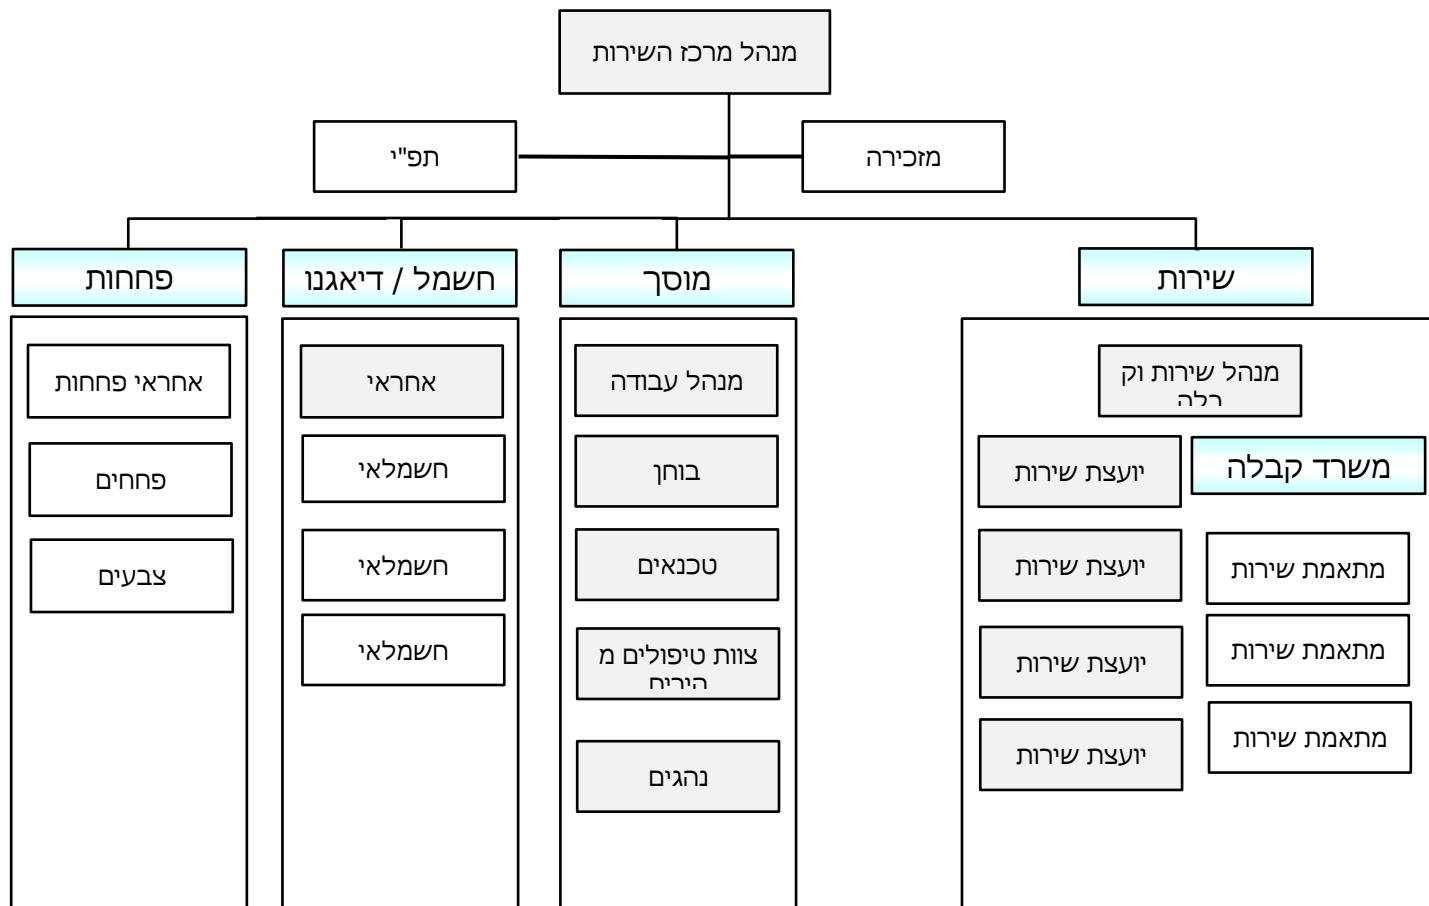 מנהל מרכז השירות
מזכירה
תפ"י
שירות
מוסך
חשמל / דיאגנו
פחחות
מנהל שירות וק
בלה
משרד קבלה
יועצת שירות
יועצת שירות
יועצת שירות
יועצת שירות
מתאמת שירות
מתאמת שירות
מתאמת שירות
מנהל עבודה
בוחן
טכנאים
צוות טיפולים מ
הירים
נהגים
אחראי
חשמלאי
חשמלאי
חשמלאי
אחראי פחחות
פחחים
צבעים